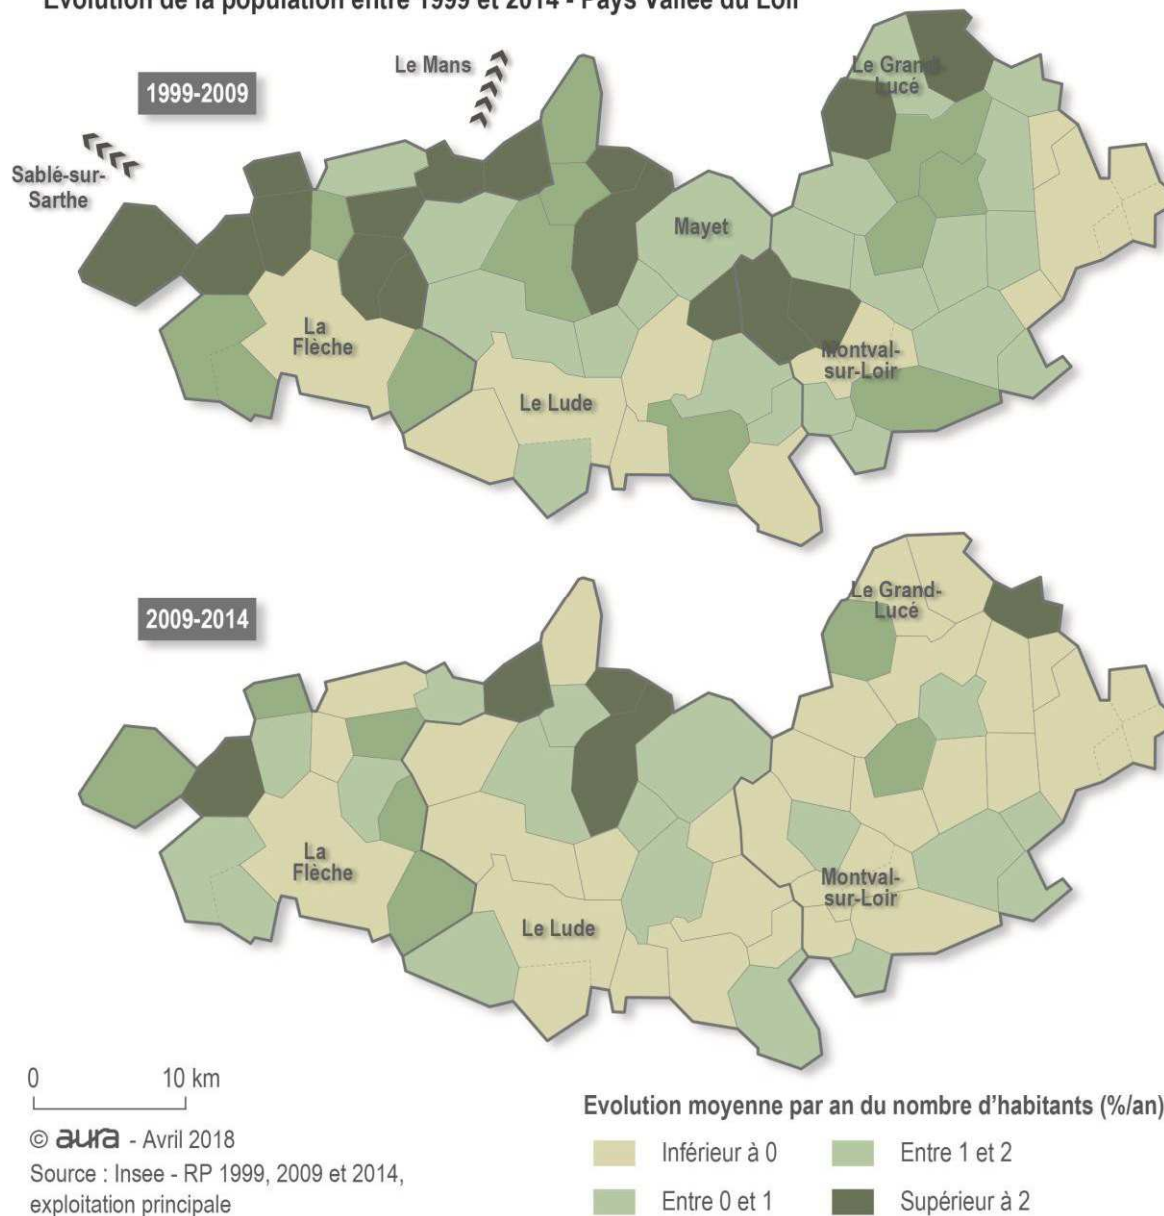 Evolution de la population entre 1999 et 2014 - Pays Vallée du Loir
Le Mans
1999-2009
Le Grand-
Lucé
Sablé-sur-
Sarthe
Mayet
La
Flèche
Montval-
sur-Loir
Le Lude
2009-2014
Le Grand-
Lucé
La
Flèche
Montval-
sur-Loir
Le Lude
0 10 km
© aura - Avril 2018
Source : Insee - RP 1999, 2009 et 2014,
exploitation principale
Evolution moyenne par an du nombre d'habitants (%/an)
Inférieur à 0
Entre 1 et 2
Entre 0 et 1
Supérieur à 2